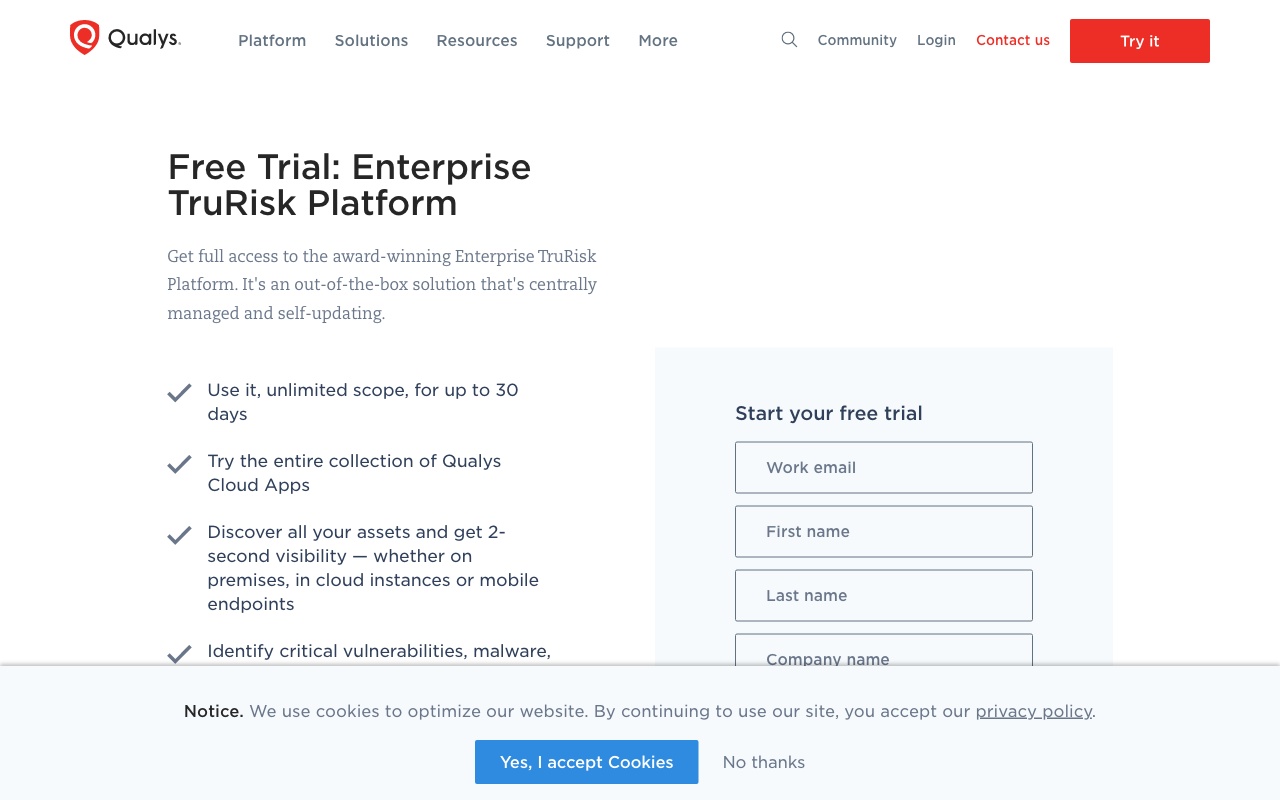 Qualys.
Platform Solutions Resources Support More
Community Login Contact us Try it
Free Trial: Enterprise
TruRisk Platform
Get full access to the award-winning Enterprise TruRisk
Platform. It's an out-of-the-box solution that's centrally
managed and self-updating.
Use it, unlimited scope, for up to 30
days
Try the entire collection of Qualys
Cloud Apps
Discover all your assets and get 2-
second visibility — whether on
premises, in cloud instances or mobile
endpoints
Identify critical vulnerabilities, malware,
Start your free trial
Work email
First name
Last name
Company name
Notice. We use cookies to optimize our website. By continuing to use our site, you accept our privacy policy.
Yes, I accept Cookies No thanks